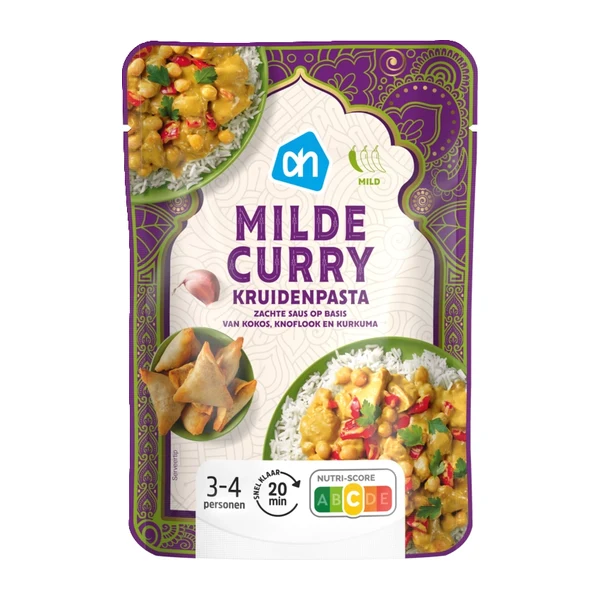 ah
MILD
MILDE
CURRY
KRUIDENPASTA
ZACHTE SAUS OP BASIS
VAN KOKOS, KNOFLOOK EN KURKUMA
Serveertip
3-4
personen
SNEL KLAAR
20
min
NUTRI-SCORE
A B C D E